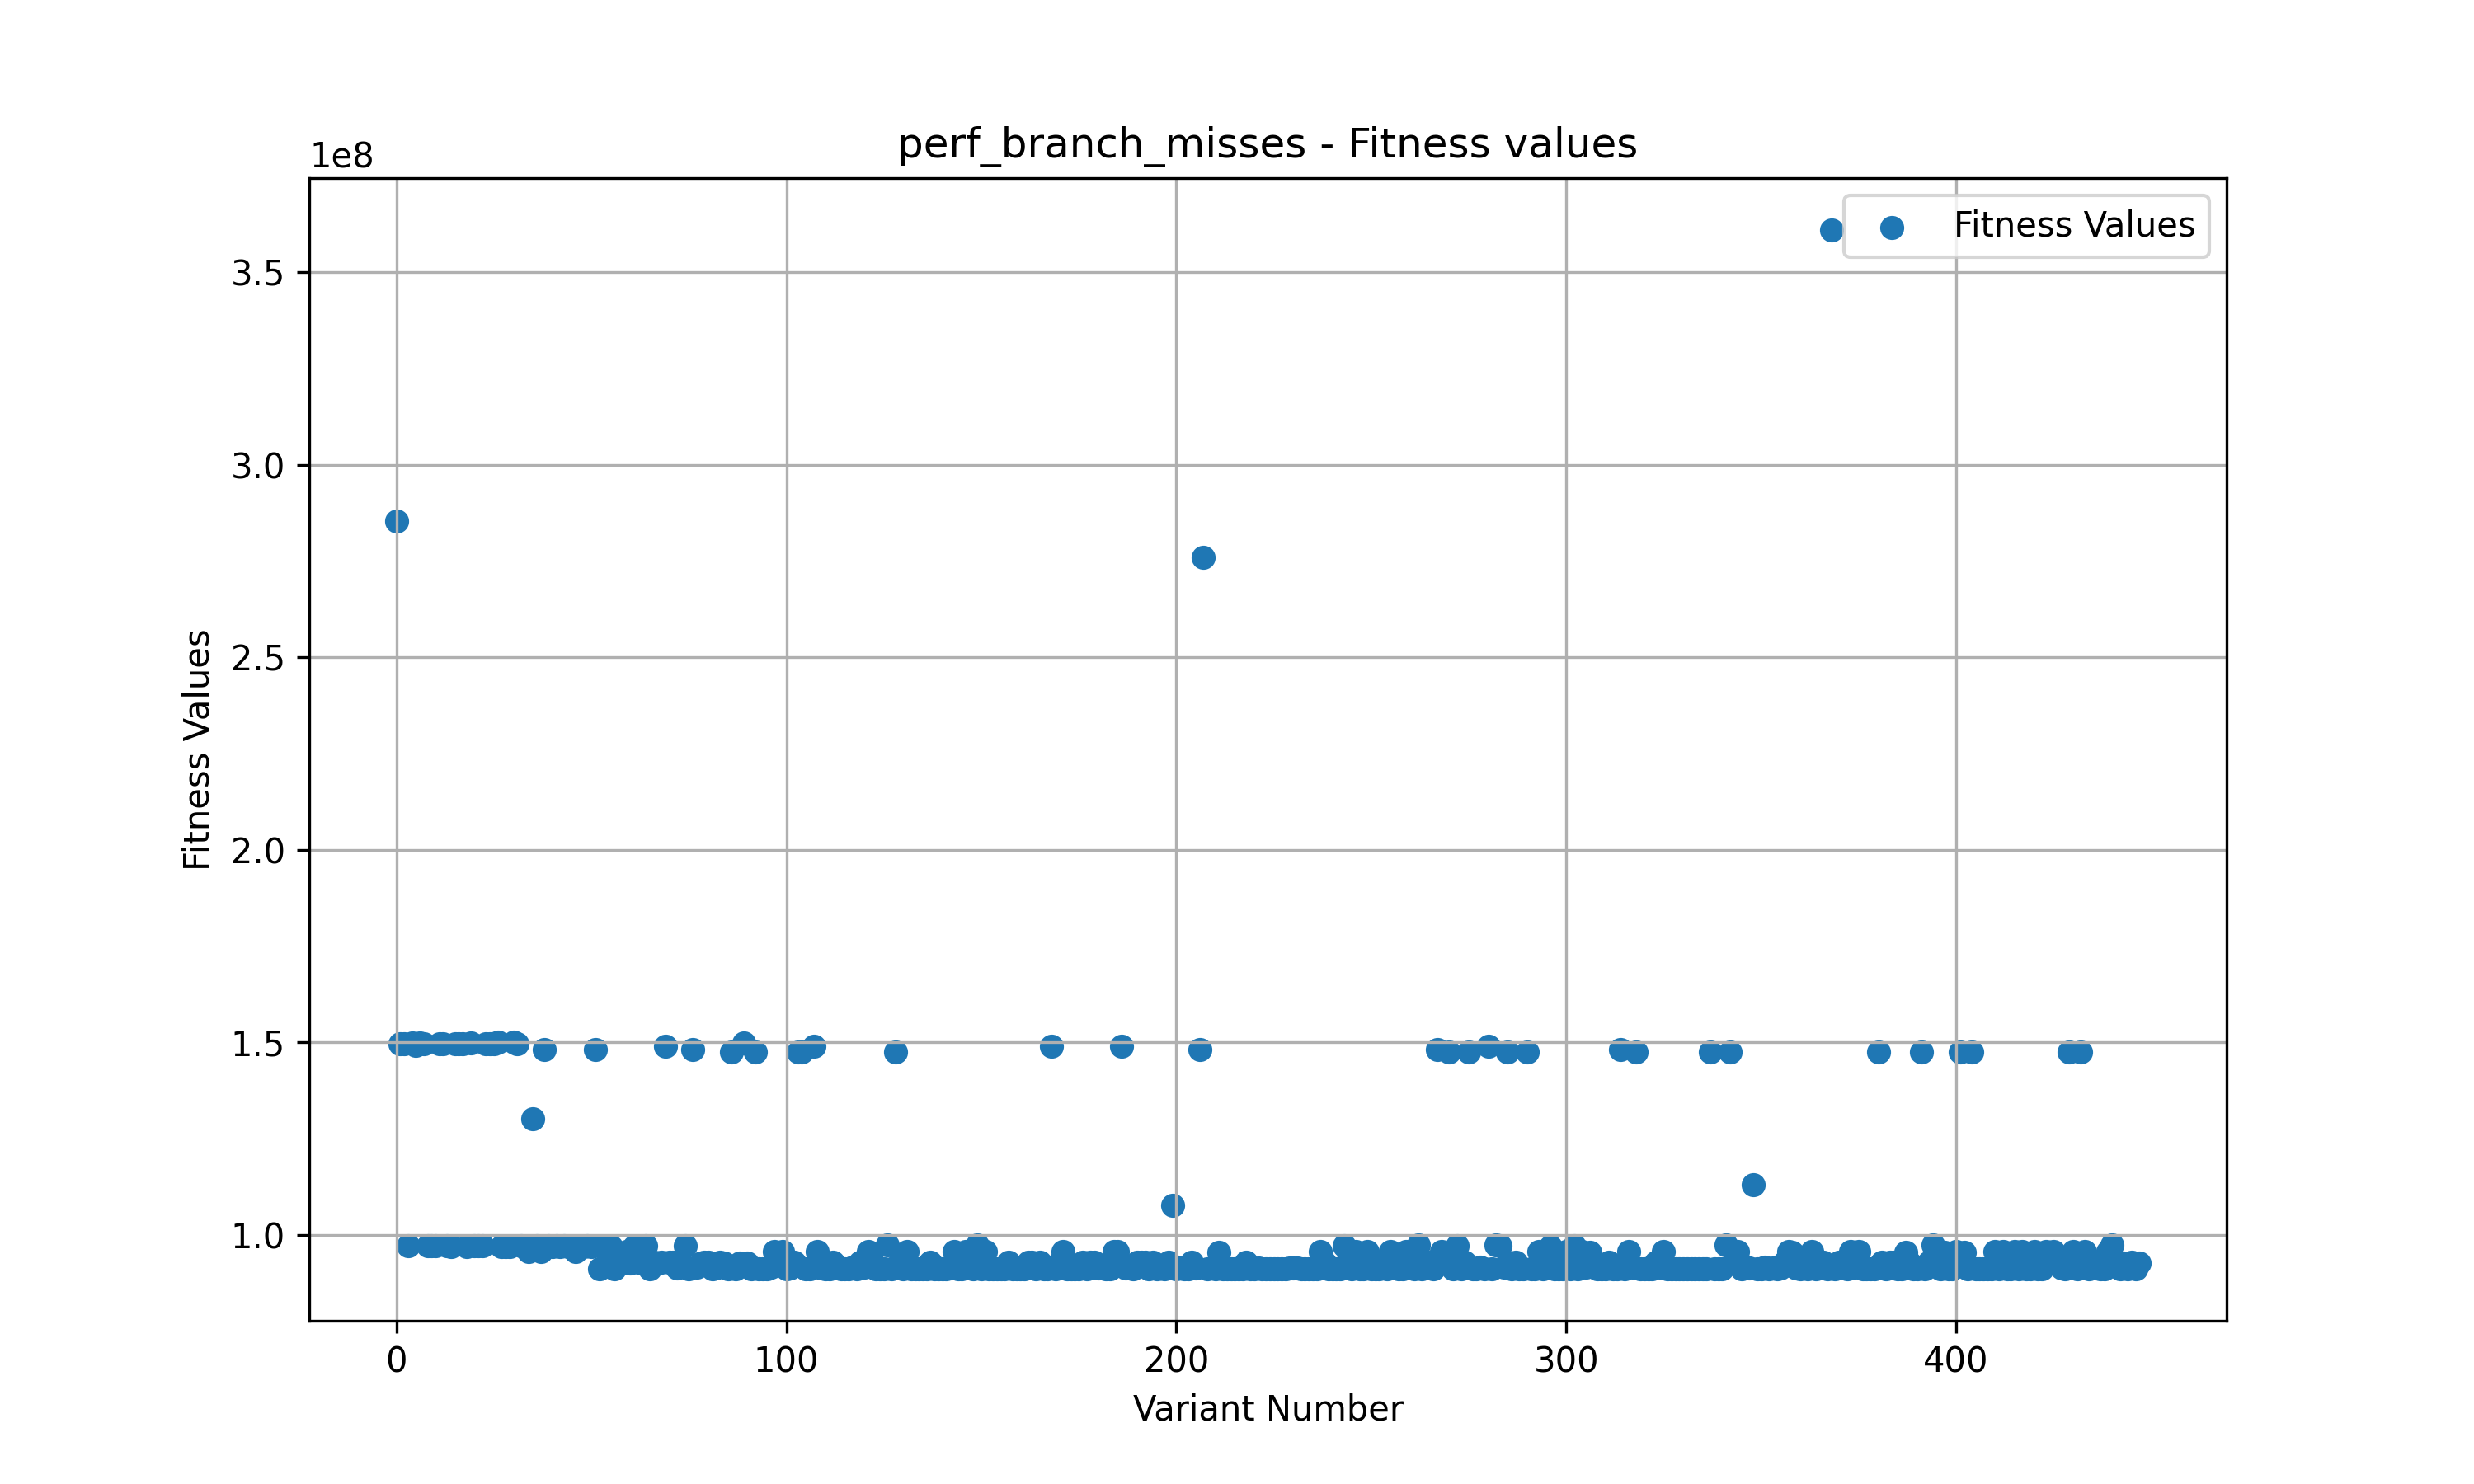 perf_branch_misses - Fitness values
1e8
Fitness Values
3.5
3.0
2.5
2.0
1.5
1.0
Fitness Values
0 100 200 300 400
Variant Number